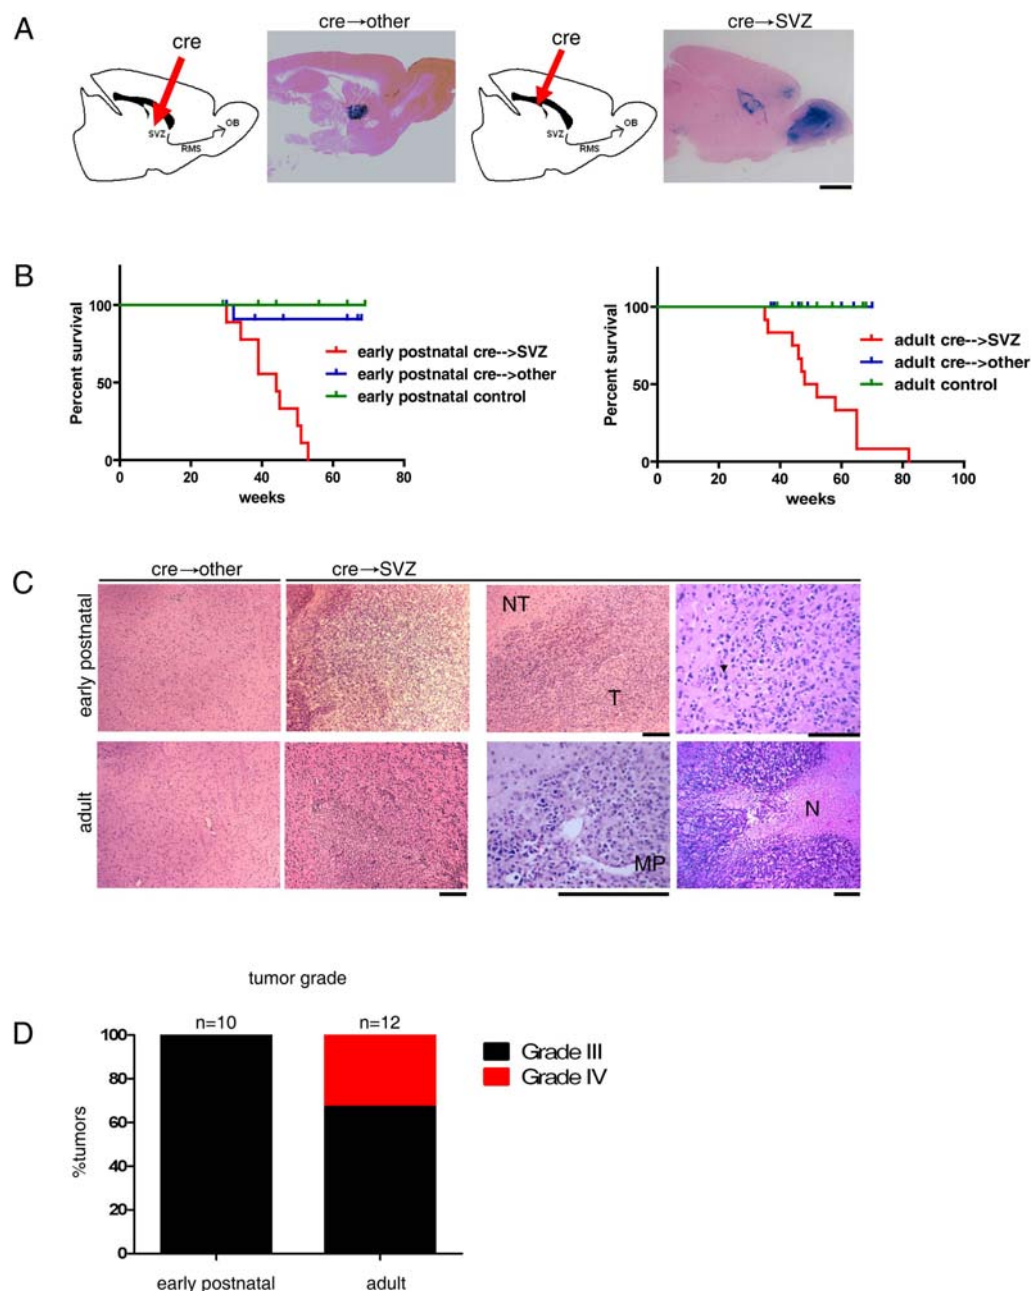 A
cre→other
cre→SVZ
cre
SVZ
RMS
OB
cre
SVZ
RMS
OB
B
Percent survival
100
50
0
0
20
40
60
80
weeks
early postnatal cre-->SVZ
early postnatal cre-->other
early postnatal control
Percent survival
100
50
0
0
20
40
60
80
100
weeks
adult cre-->SVZ
adult cre-->other
adult control
C
cre→other
cre→SVZ
early postnatal
NT
T
adult
MP
N
D
tumor grade
%tumors
100
80
60
40
20
0
n=10
n=12
early postnatal
adult
Grade III
Grade IV